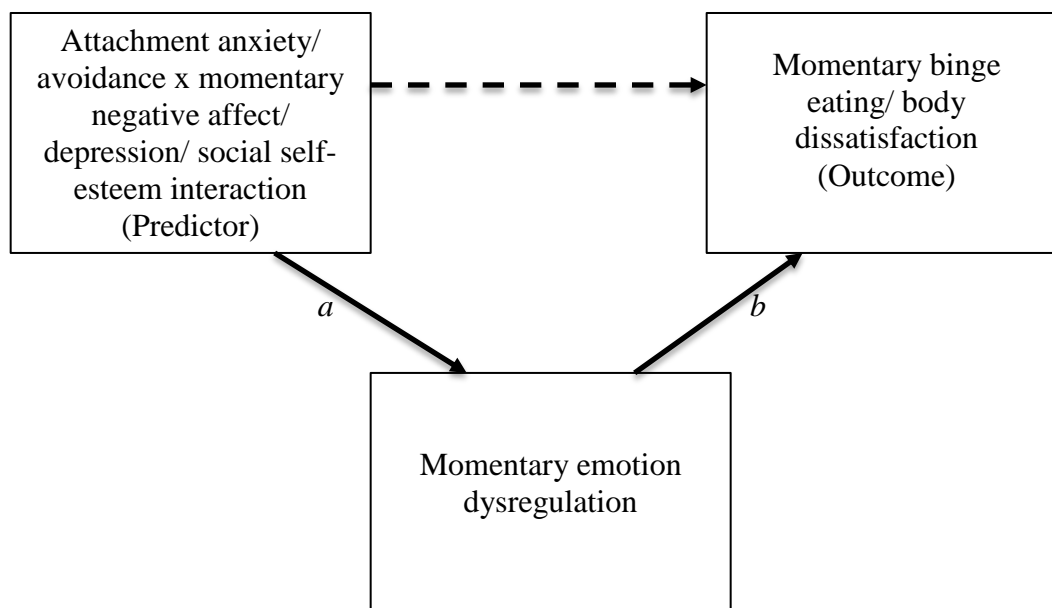 Attachment anxiety/
avoidance x momentary
negative affect/
depression/ social self-
esteem interaction
(Predictor)
Momentary binge
eating/ body
dissatisfaction
(Outcome)
a
b
Momentary emotion
dysregulation